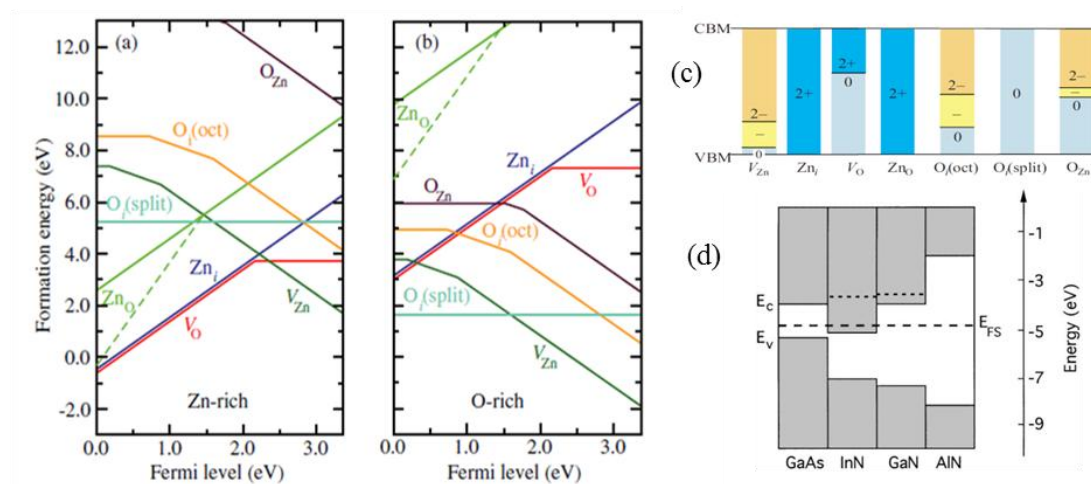 (a)
(b)
(c)
(d)
Formation energy (eV)
12.0
10.0
8.0
6.0
4.0
2.0
0.0
-2.0
O_Zn
Zn_O
O_i(oct)
Zn_i
O_i(split)
Zn_O
V_Zn
V_O
Zn-rich
O_Zn
O_i(oct)
O_i(split)
V_Zn
Zn_i
V_O
O-rich
0.0 1.0 2.0 3.0
0.0 1.0 2.0 3.0
Fermi level (eV)
Fermi level (eV)
CBM
VBM
2−
−
0
2+
2+
0
2+
2−
−
0
0
2−
−
0
V_Zn Zn_i V_O Zn_O O_i(oct) O_i(split) O_Zn
E_C
E_V
E_FS
-1
-3
-5
-7
-9
Energy (eV)
GaAs InN GaN AlN